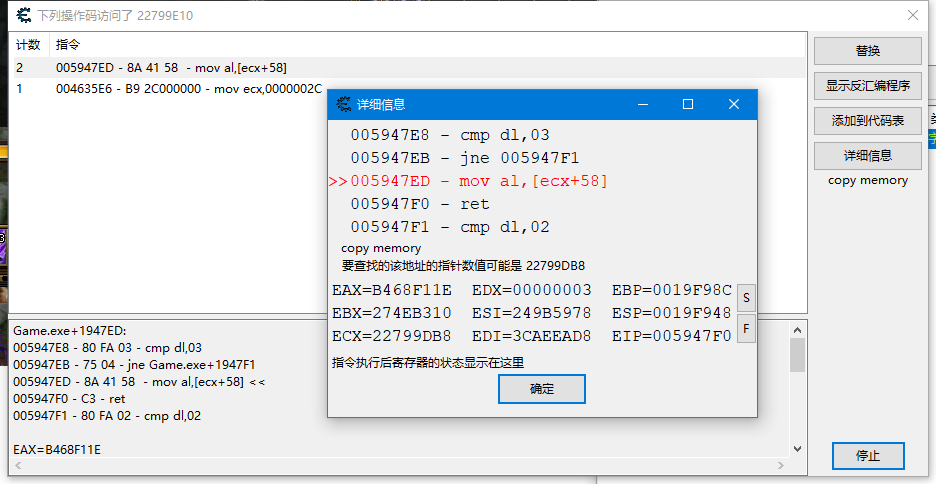 下列操作码访问了 22799E10
计数 指令
2 005947ED - 8A 41 58 - mov al,[ecx+58]
1 004635E6 - B9 2C000000 - mov ecx,0000002C
替换
显示反汇编程序
添加到代码表
详细信息
copy memory
详细信息
005947E8 - cmp dl,03
005947EB - jne 005947F1
>>005947ED - mov al,[ecx+58]
005947F0 - ret
005947F1 - cmp dl,02
copy memory
要查找的该地址的指针数值可能是 22799DB8
EAX=B468F11E EDX=00000003 EBP=0019F98C
EBX=274EB310 ESI=249B5978 ESP=0019F948
ECX=22799DB8 EDI=3CAEEAD8 EIP=005947F0
S
F
指令执行后寄存器的状态显示在这里
确定
Game.exe+1947ED:
005947E8 - 80 FA 03 - cmp dl,03
005947EB - 75 04 - jne Game.exe+1947F1
005947ED - 8A 41 58 - mov al,[ecx+58] <<
005947F0 - C3 - ret
005947F1 - 80 FA 02 - cmp dl,02
EAX=B468F11E
停止